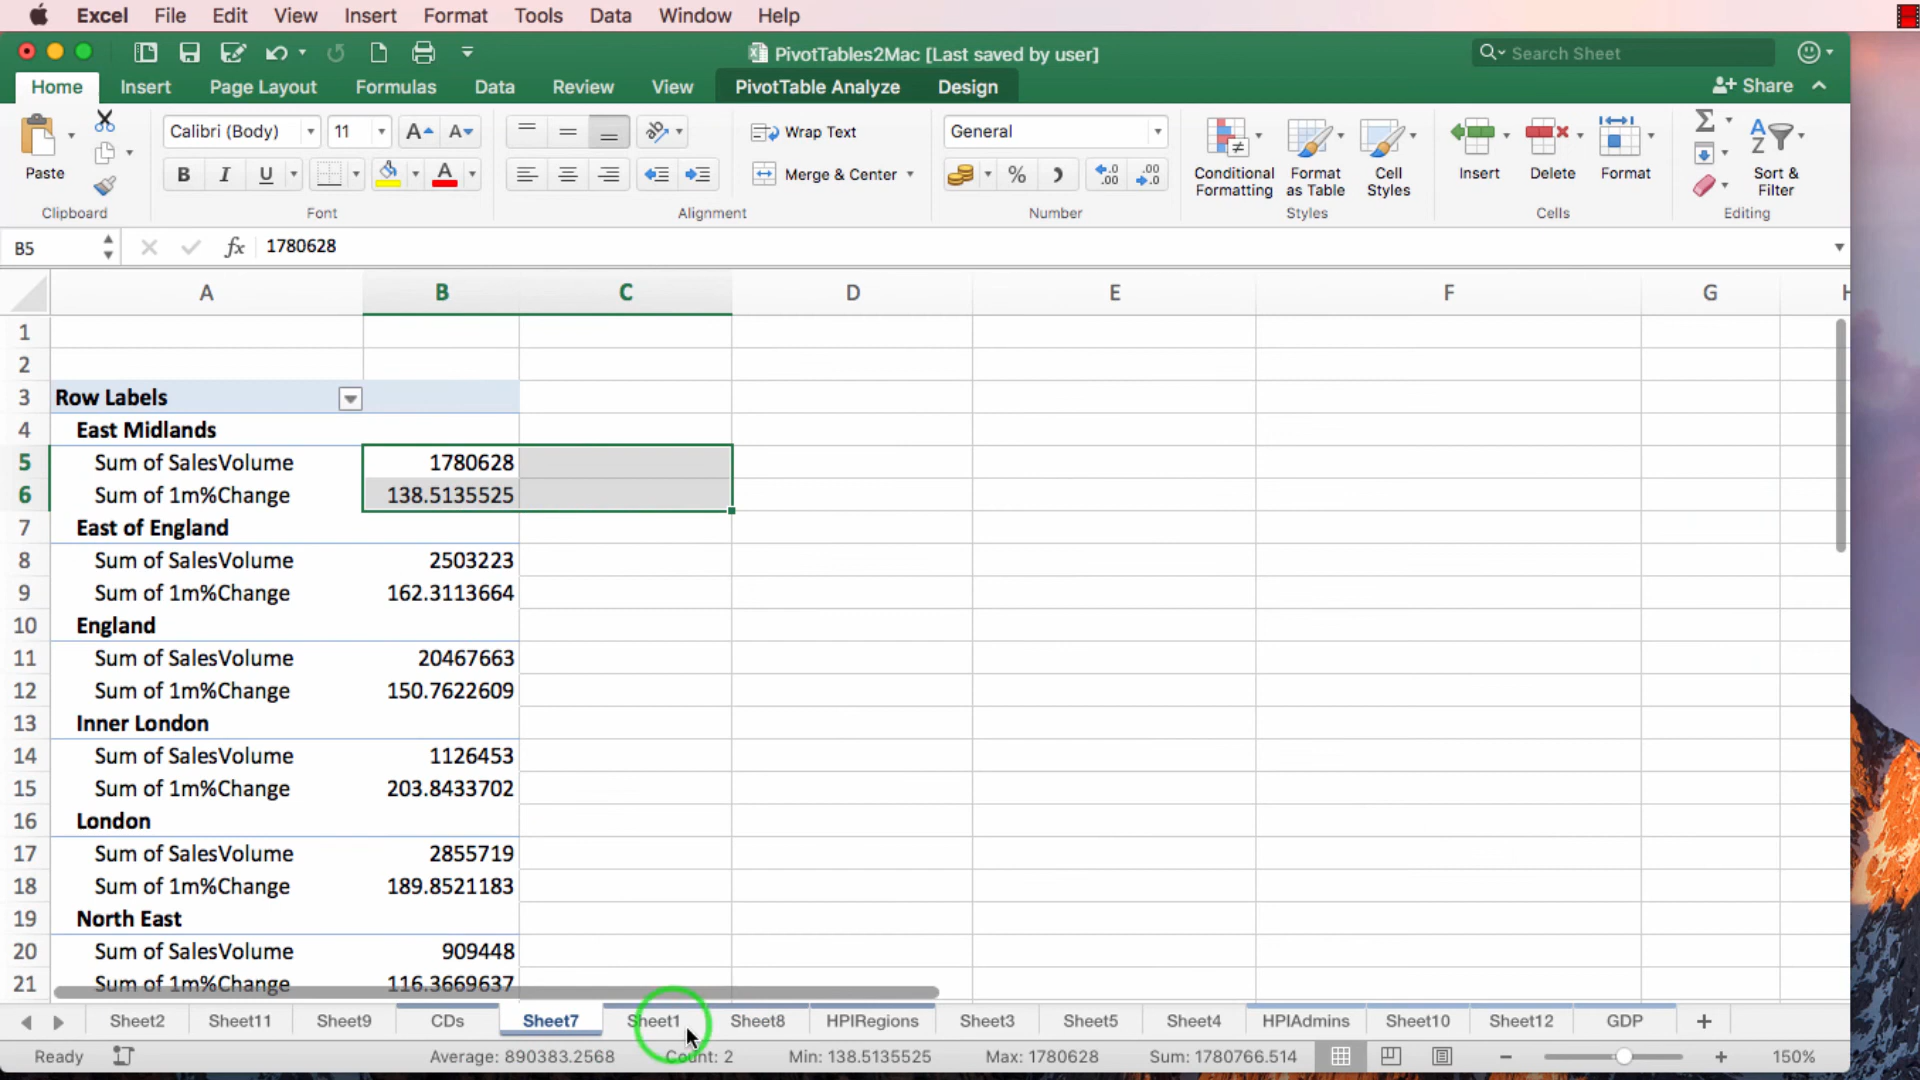 Excel File Edit View Insert Format Tools Data Window Help
PivotTables2Mac [Last saved by user]
Search Sheet
Home Insert Page Layout Formulas Data Review View PivotTable Analyze Design
Share
Paste
Clipboard
Calibri (Body) 11
A A
B I U A
Font
Wrap Text
Merge & Center
Alignment
General
% .00 .00
Number
Conditional Formatting
Format as Table
Cell Styles
Styles
Insert
Delete
Format
Cells
Sort & Filter
Editing
B5 fx 1780628
A B C D E F G
1
2
3 Row Labels
4 East Midlands
5 Sum of SalesVolume 1780628
6 Sum of 1m%Change 138.5135525
7 East of England
8 Sum of SalesVolume 2503223
9 Sum of 1m%Change 162.3113664
10 England
11 Sum of SalesVolume 20467663
12 Sum of 1m%Change 150.7622609
13 Inner London
14 Sum of SalesVolume 1126453
15 Sum of 1m%Change 203.8433702
16 London
17 Sum of SalesVolume 2855719
18 Sum of 1m%Change 189.8521183
19 North East
20 Sum of SalesVolume 909448
21 Sum of 1m%Change 116.3669637
Sheet2 Sheet11 Sheet9 CDs Sheet7 Sheet1 Sheet8 HPIRegions Sheet3 Sheet5 Sheet4 HPIAdmins Sheet10 Sheet12 GDP
Ready Average: 890383.2568 Count: 2 Min: 138.5135525 Max: 1780628 Sum: 1780766.514 150%